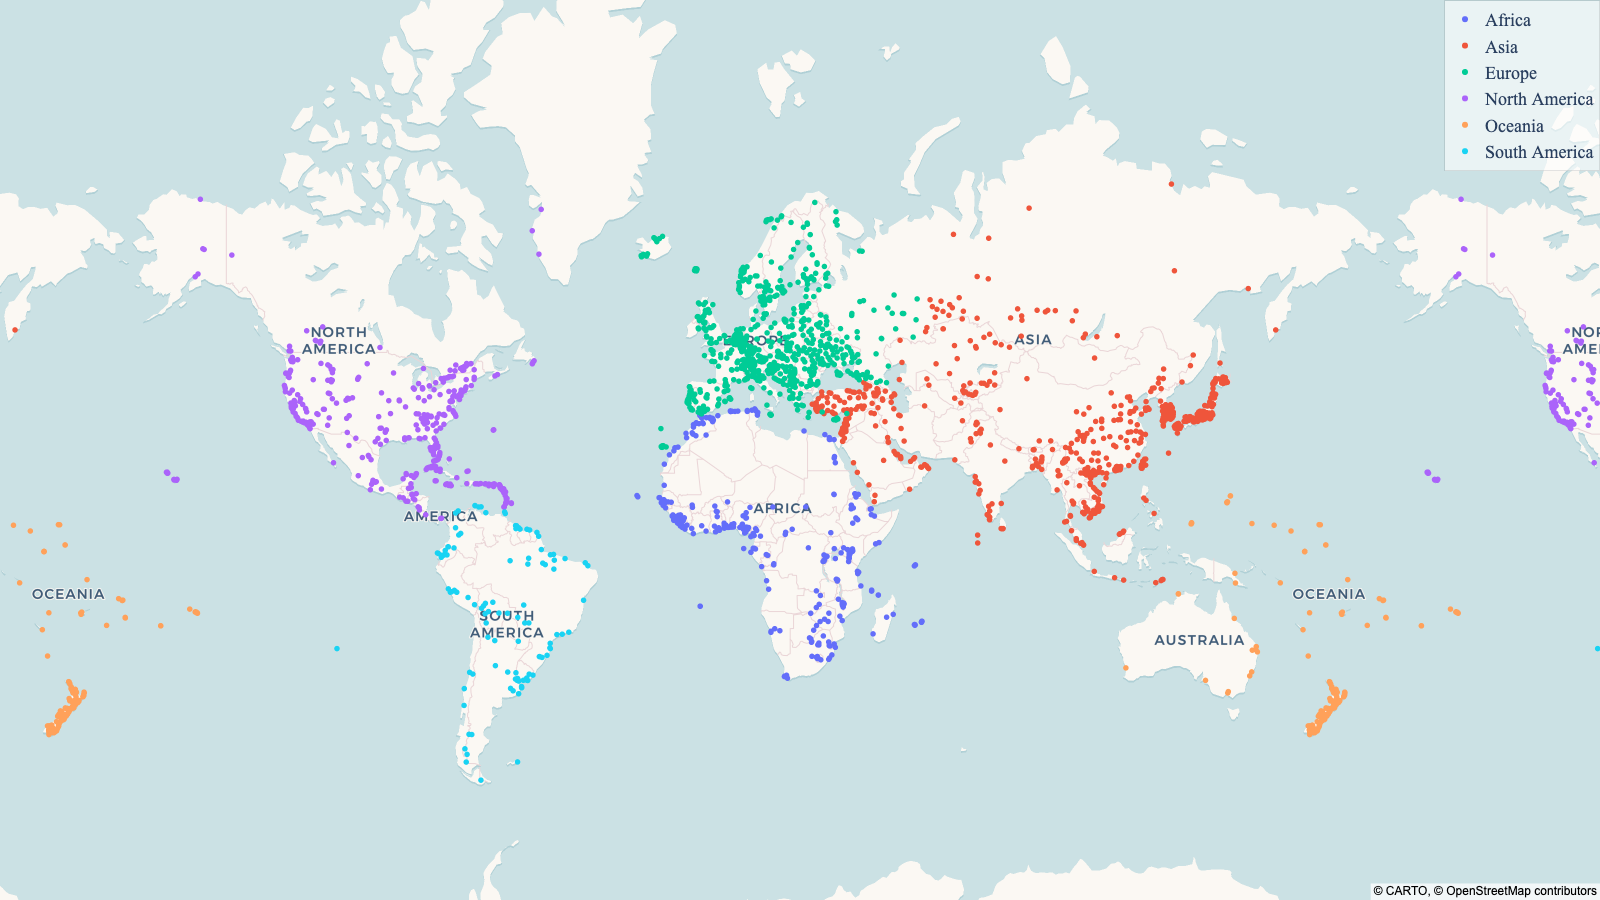 Africa
Asia
Europe
North America
Oceania
South America
NORTH
AMERICA
EUROPE
ASIA
NOR
AME
AMERICA
AFRICA
OCEANIA
OCEANIA
SOUTH
AMERICA
AUSTRALIA
© CARTO, © OpenStreetMap contributors